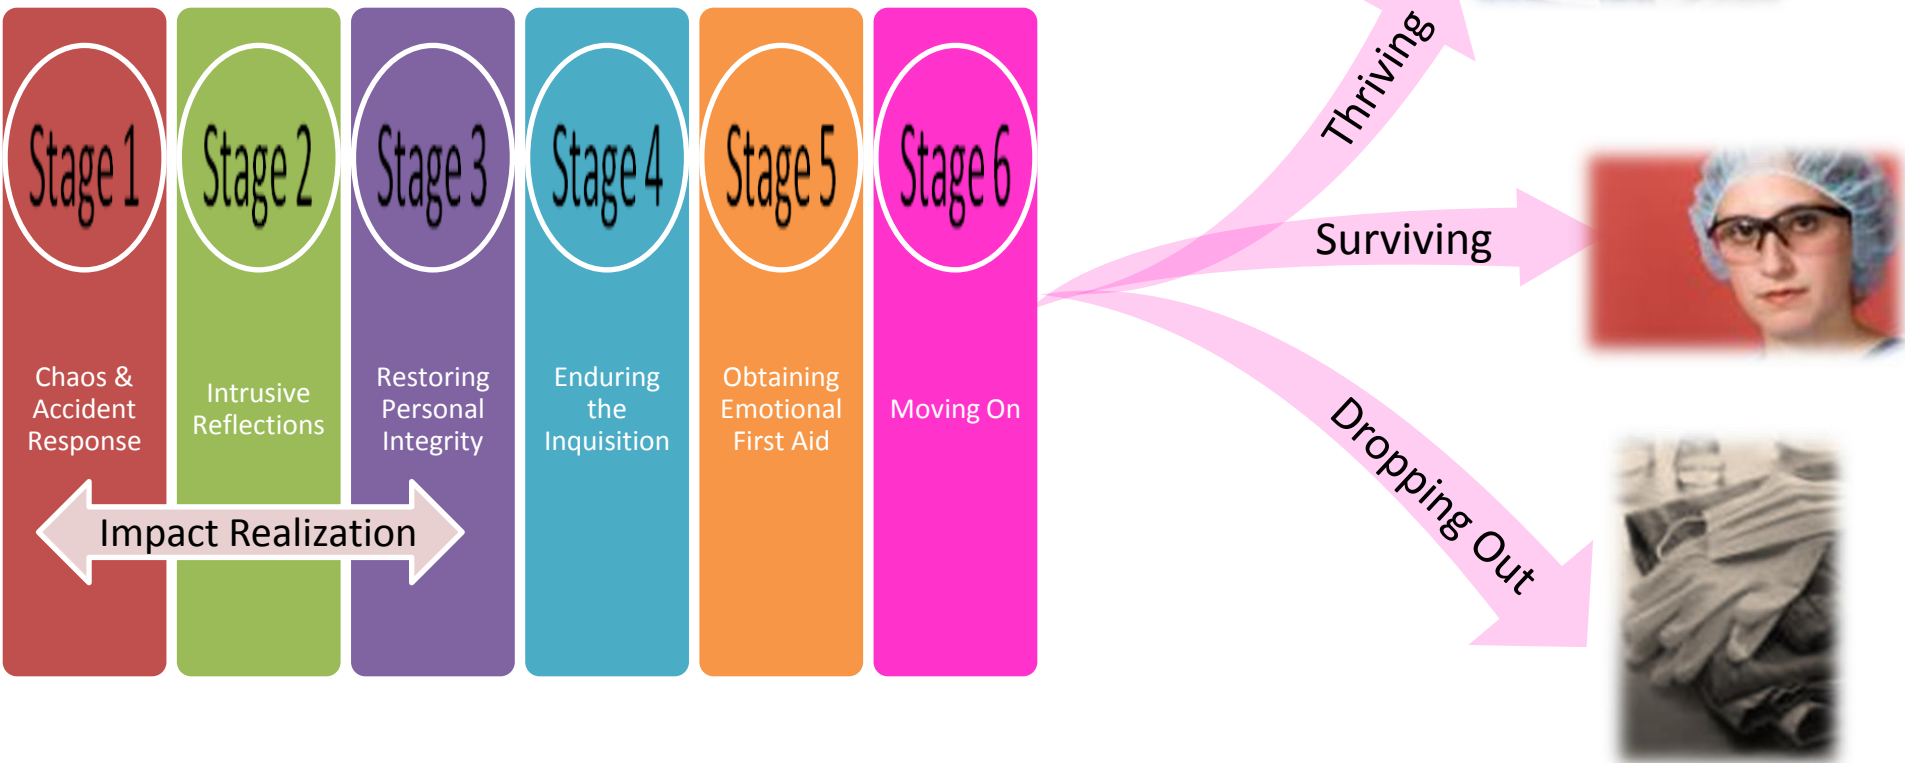 Stage 1
Stage 2
Stage 3
Stage 4
Stage 5
Stage 6
Chaos &
Accident
Response
Intrusive
Reflections
Restoring
Personal
Integrity
Enduring
the
Inquisition
Obtaining
Emotional
First Aid
Moving On
Impact Realization
Thriving
Surviving
Dropping Out